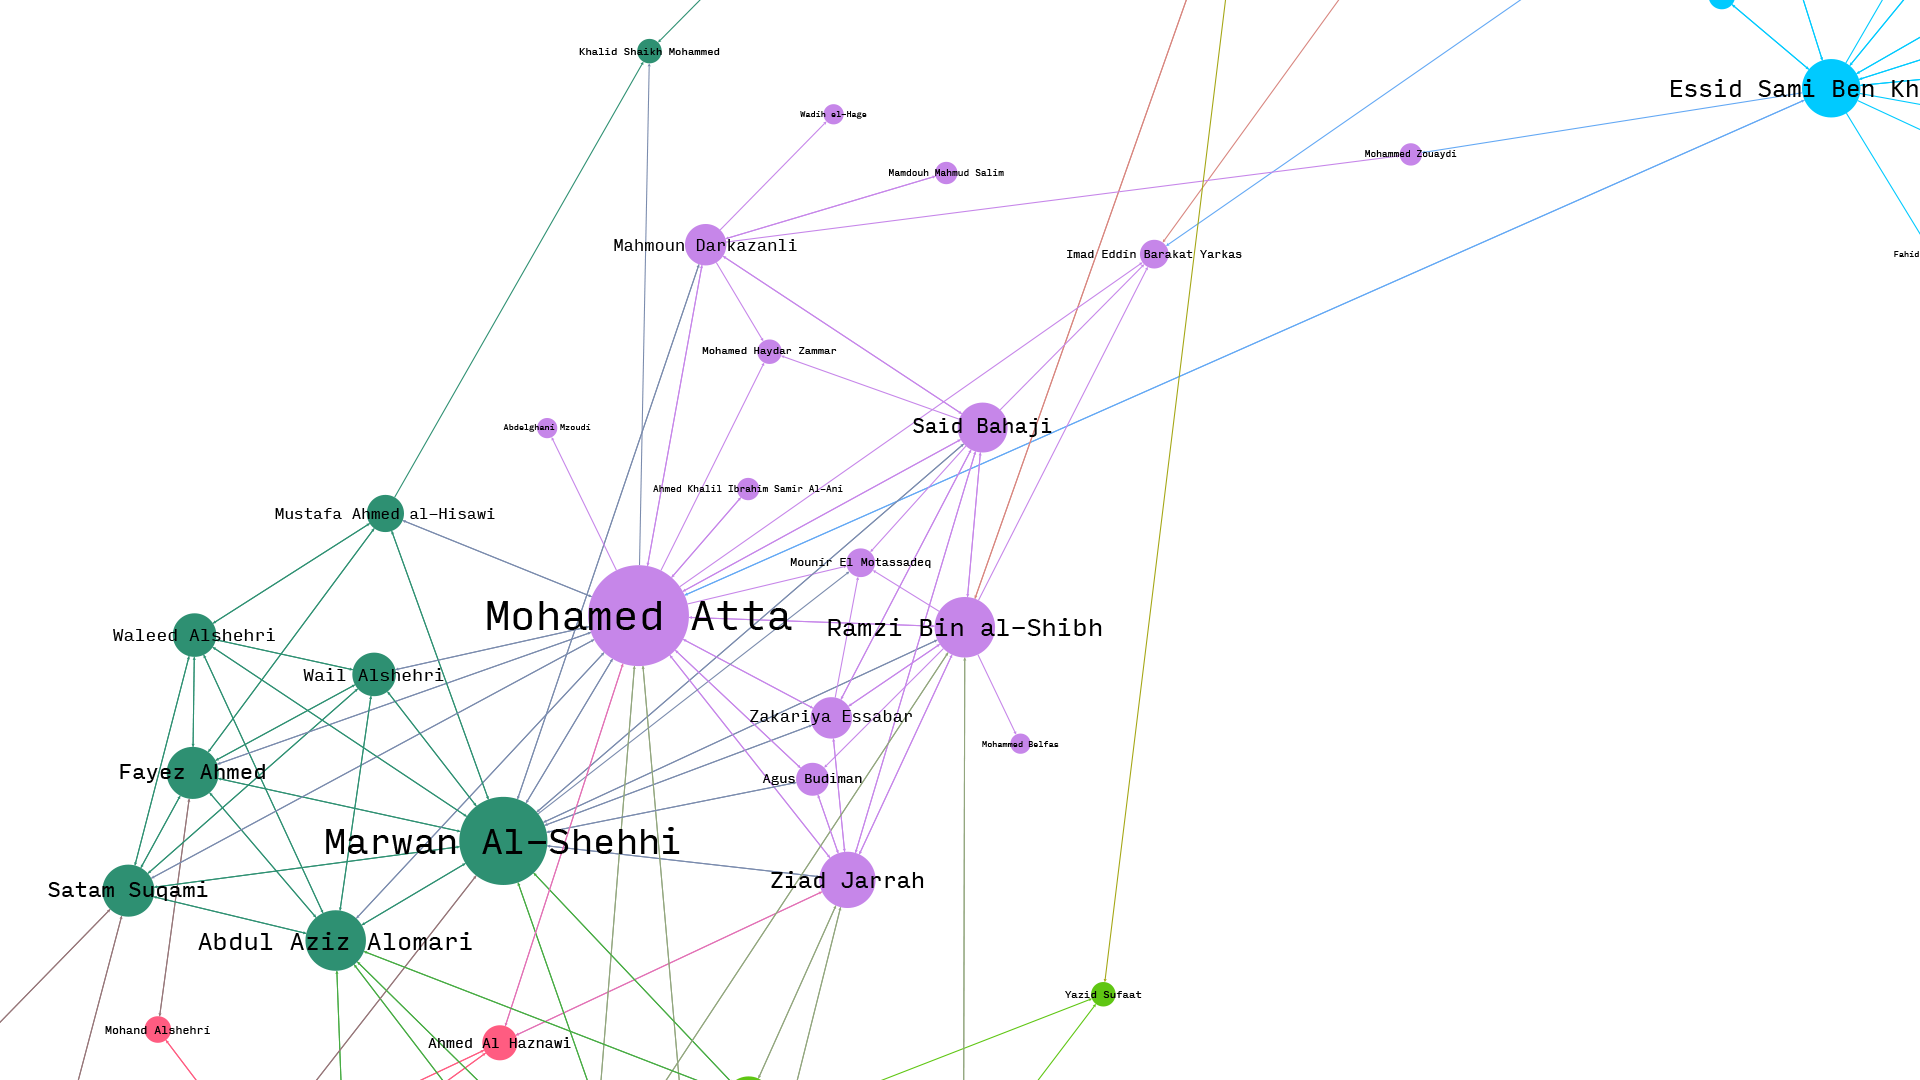 Khalid Shaikh Mohammed
Essid Sami Ben Kh
Wadih el-Hage
Mohammed Zouaydi
Mamdouh Mahmud Salim
Mahmoun Darkazanli
Imad Eddin Barakat Yarkas
Fahid
Mohamed Haydar Zammar
Said Bahaji
Abdelghani Mzoudi
Ahmed Khalil Ibrahim Samir Al-Ani
Mustafa Ahmed al-Hisawi
Mounir El Motassadeq
Mohamed Atta
Ramzi Bin al-Shibh
Waleed Alshehri
Wail Alshehri
Zakariya Essabar
Mohammed Belfas
Fayez Ahmed
Agus Budiman
Marwan Al-Shehhi
Ziad Jarrah
Satam Suqami
Abdul Aziz Alomari
Yazid Sufaat
Mohand Alshehri
Ahmed Al Haznawi